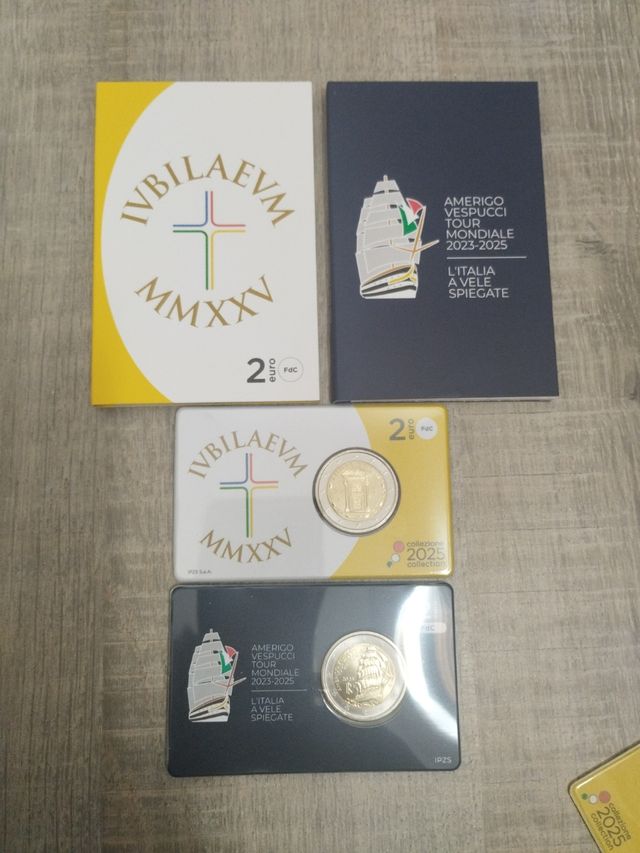 IVBILAEVM
MMXXV
2 euro
FdC
AMERIGO
VESPUCCI
TOUR
MONDIALE
2023-2025
L'ITALIA
A VELE
SPIEGATE
IVBILAEVM
MMXXV
2 euro
FdC
collezione
2025
collection
IPZS S.p.A.
AMERIGO
VESPUCCI
TOUR
MONDIALE
2023-2025
L'ITALIA
A VELE
SPIEGATE
FdC
IPZS
collezione
2025
collection